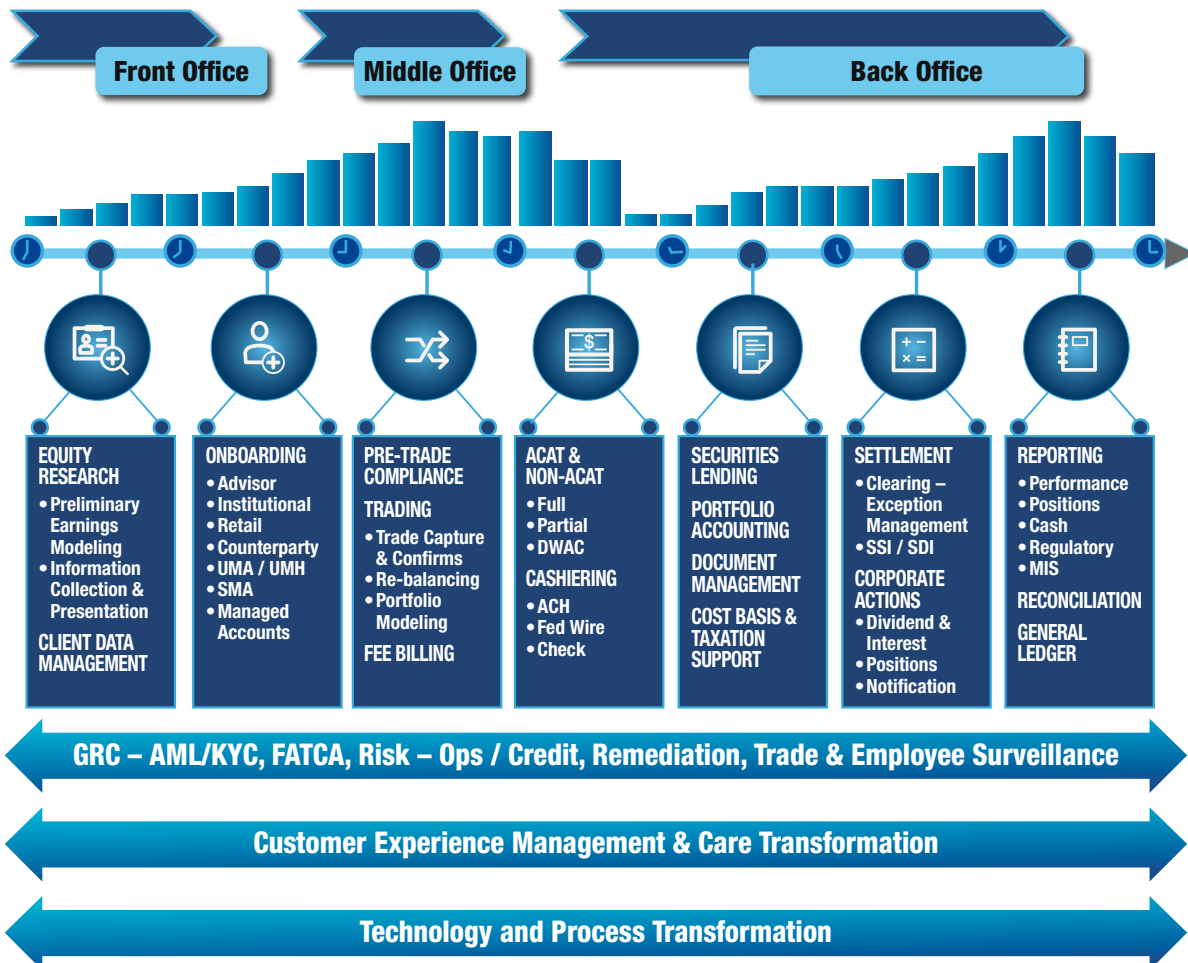 Front Office
Middle Office
Back Office
$
EQUITY
RESEARCH
• Preliminary
Earnings
Modeling
• Information
Collection &
Presentation
CLIENT DATA
MANAGEMENT
ONBOARDING
• Advisor
• Institutional
• Retail
• Counterparty
• UMA / UMH
• SMA
• Managed
Accounts
PRE-TRADE
COMPLIANCE
TRADING
• Trade Capture
& Confirms
• Re-balancing
• Portfolio
Modeling
FEE BILLING
ACAT &
NON-ACAT
• Full
• Partial
• DWAC
CASHIERING
• ACH
• Fed Wire
• Check
SECURITIES
LENDING
PORTFOLIO
ACCOUNTING
DOCUMENT
MANAGEMENT
COST BASIS &
TAXATION
SUPPORT
SETTLEMENT
• Clearing –
Exception
Management
• SSI / SDI
CORPORATE
ACTIONS
• Dividend &
Interest
• Positions
• Notification
REPORTING
• Performance
• Positions
• Cash
• Regulatory
• MIS
RECONCILIATION
GENERAL
LEDGER
GRC – AML/KYC, FATCA, Risk – Ops / Credit, Remediation, Trade & Employee Surveillance
Customer Experience Management & Care Transformation
Technology and Process Transformation